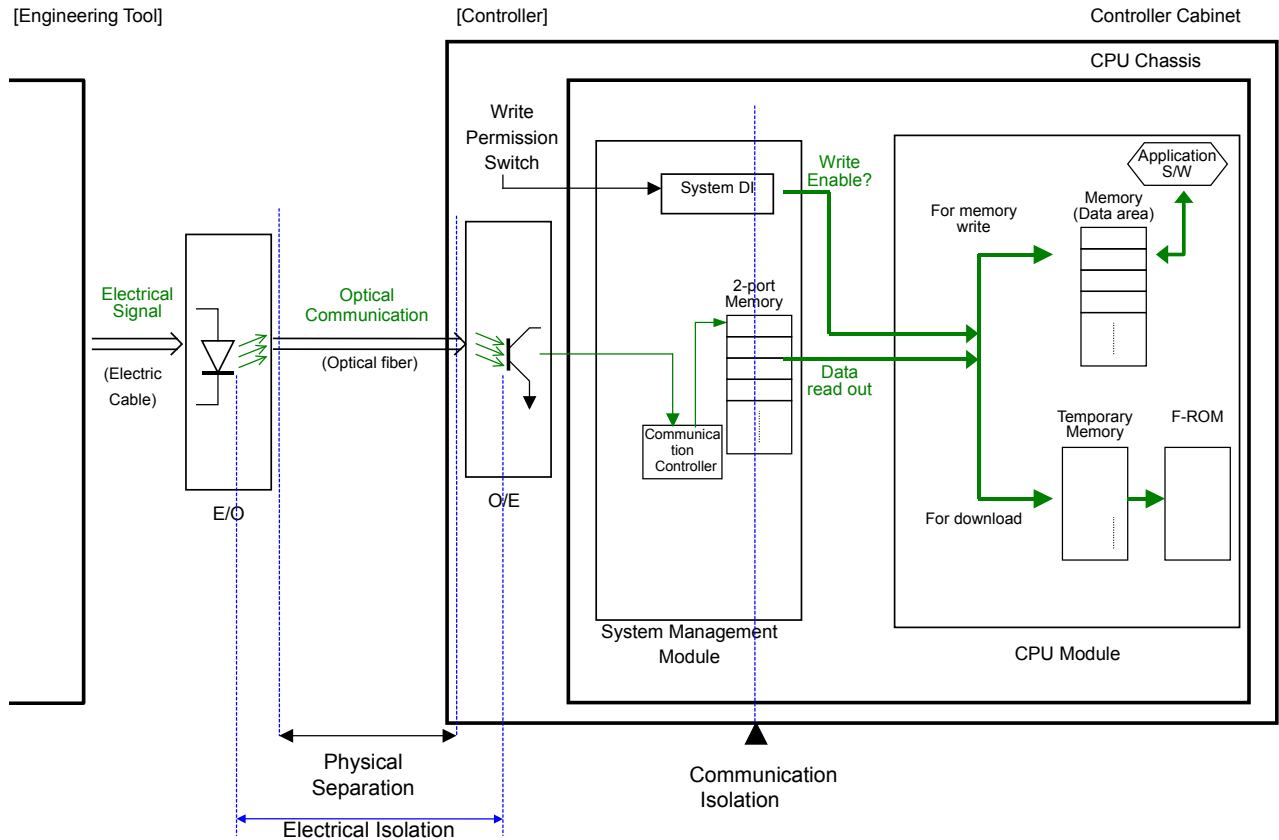 [Engineering Tool]
[Controller]
Controller Cabinet
CPU Chassis
Write
Permission
Switch
System DI
Write
Enable?
Application
S/W
Memory
(Data area)
For memory
write
2-port
Memory
Electrical
Signal
(Electric
Cable)
Optical
Communication
(Optical fiber)
Data
read out
Communica
tion
Controller
Temporary
Memory
F-ROM
E/O
O/E
For download
System Management
Module
CPU Module
Physical
Separation
Communication
Isolation
Electrical Isolation